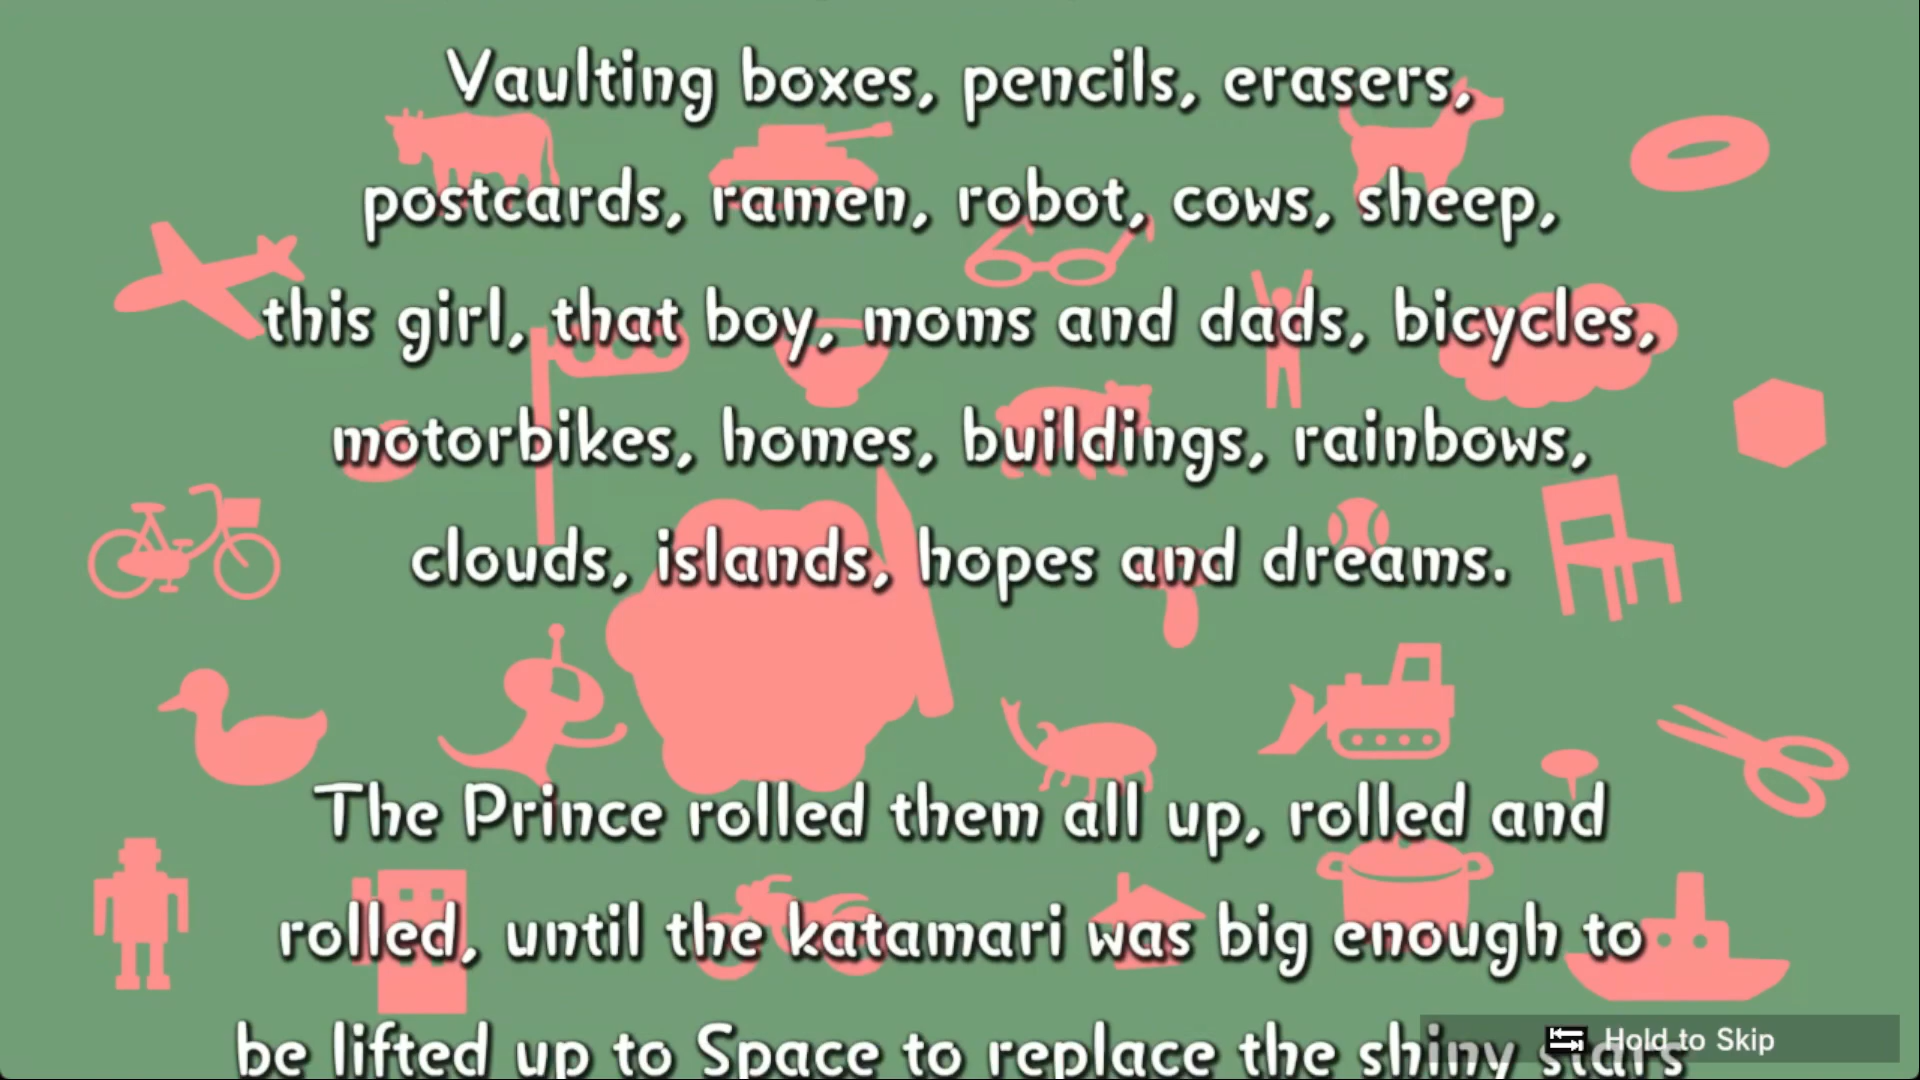 Vaulting boxes, pencils, erasers,
postcards, ramen, robot, cows, sheep,
this girl, that boy, moms and dads, bicycles,
motorbikes, homes, buildings, rainbows,
clouds, islands, hopes and dreams.
The Prince rolled them all up, rolled and
rolled, until the katamari was big enough to
be lifted up to Space to replace the shiny stars
Hold to Skip